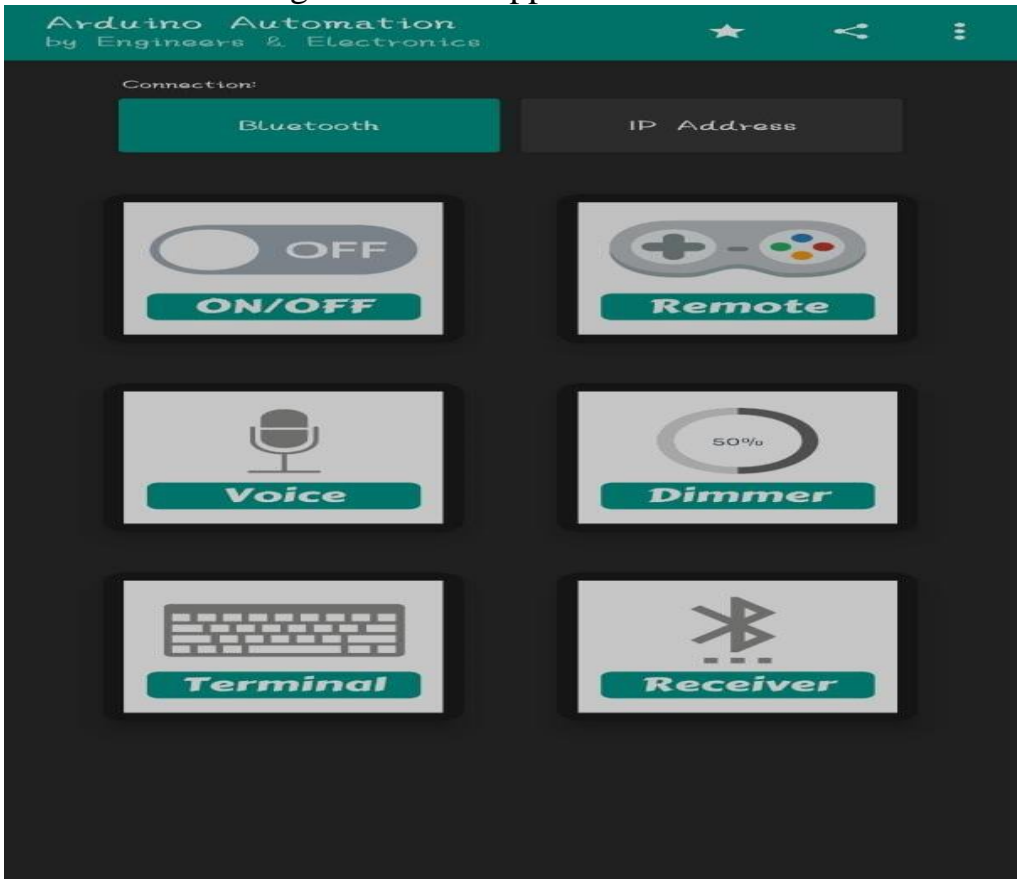 Arduino Automation
by Engineers & Electronics
Connection:
Bluetooth
IP Address
OFF
ON/OFF
Remote
Voice
50%
Dimmer
Terminal
Receiver